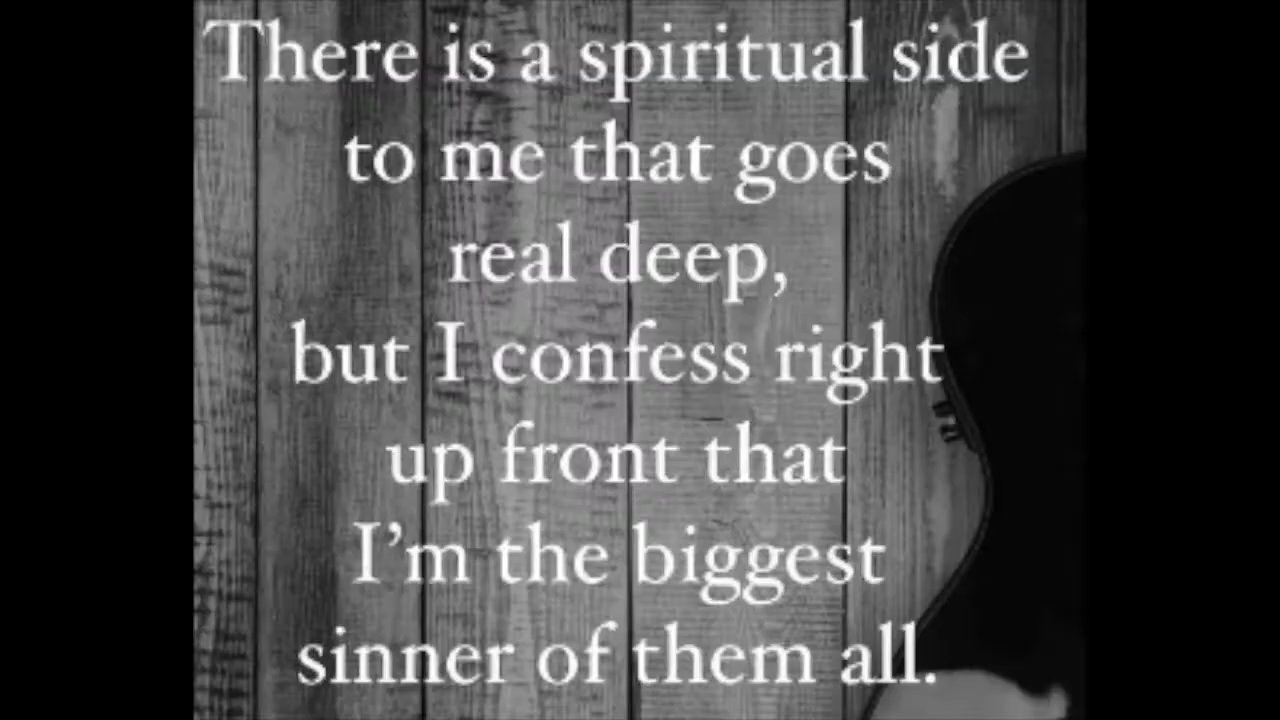 There is a spiritual side
to me that goes
real deep,
but I confess right
up front that
I’m the biggest
sinner of them all.